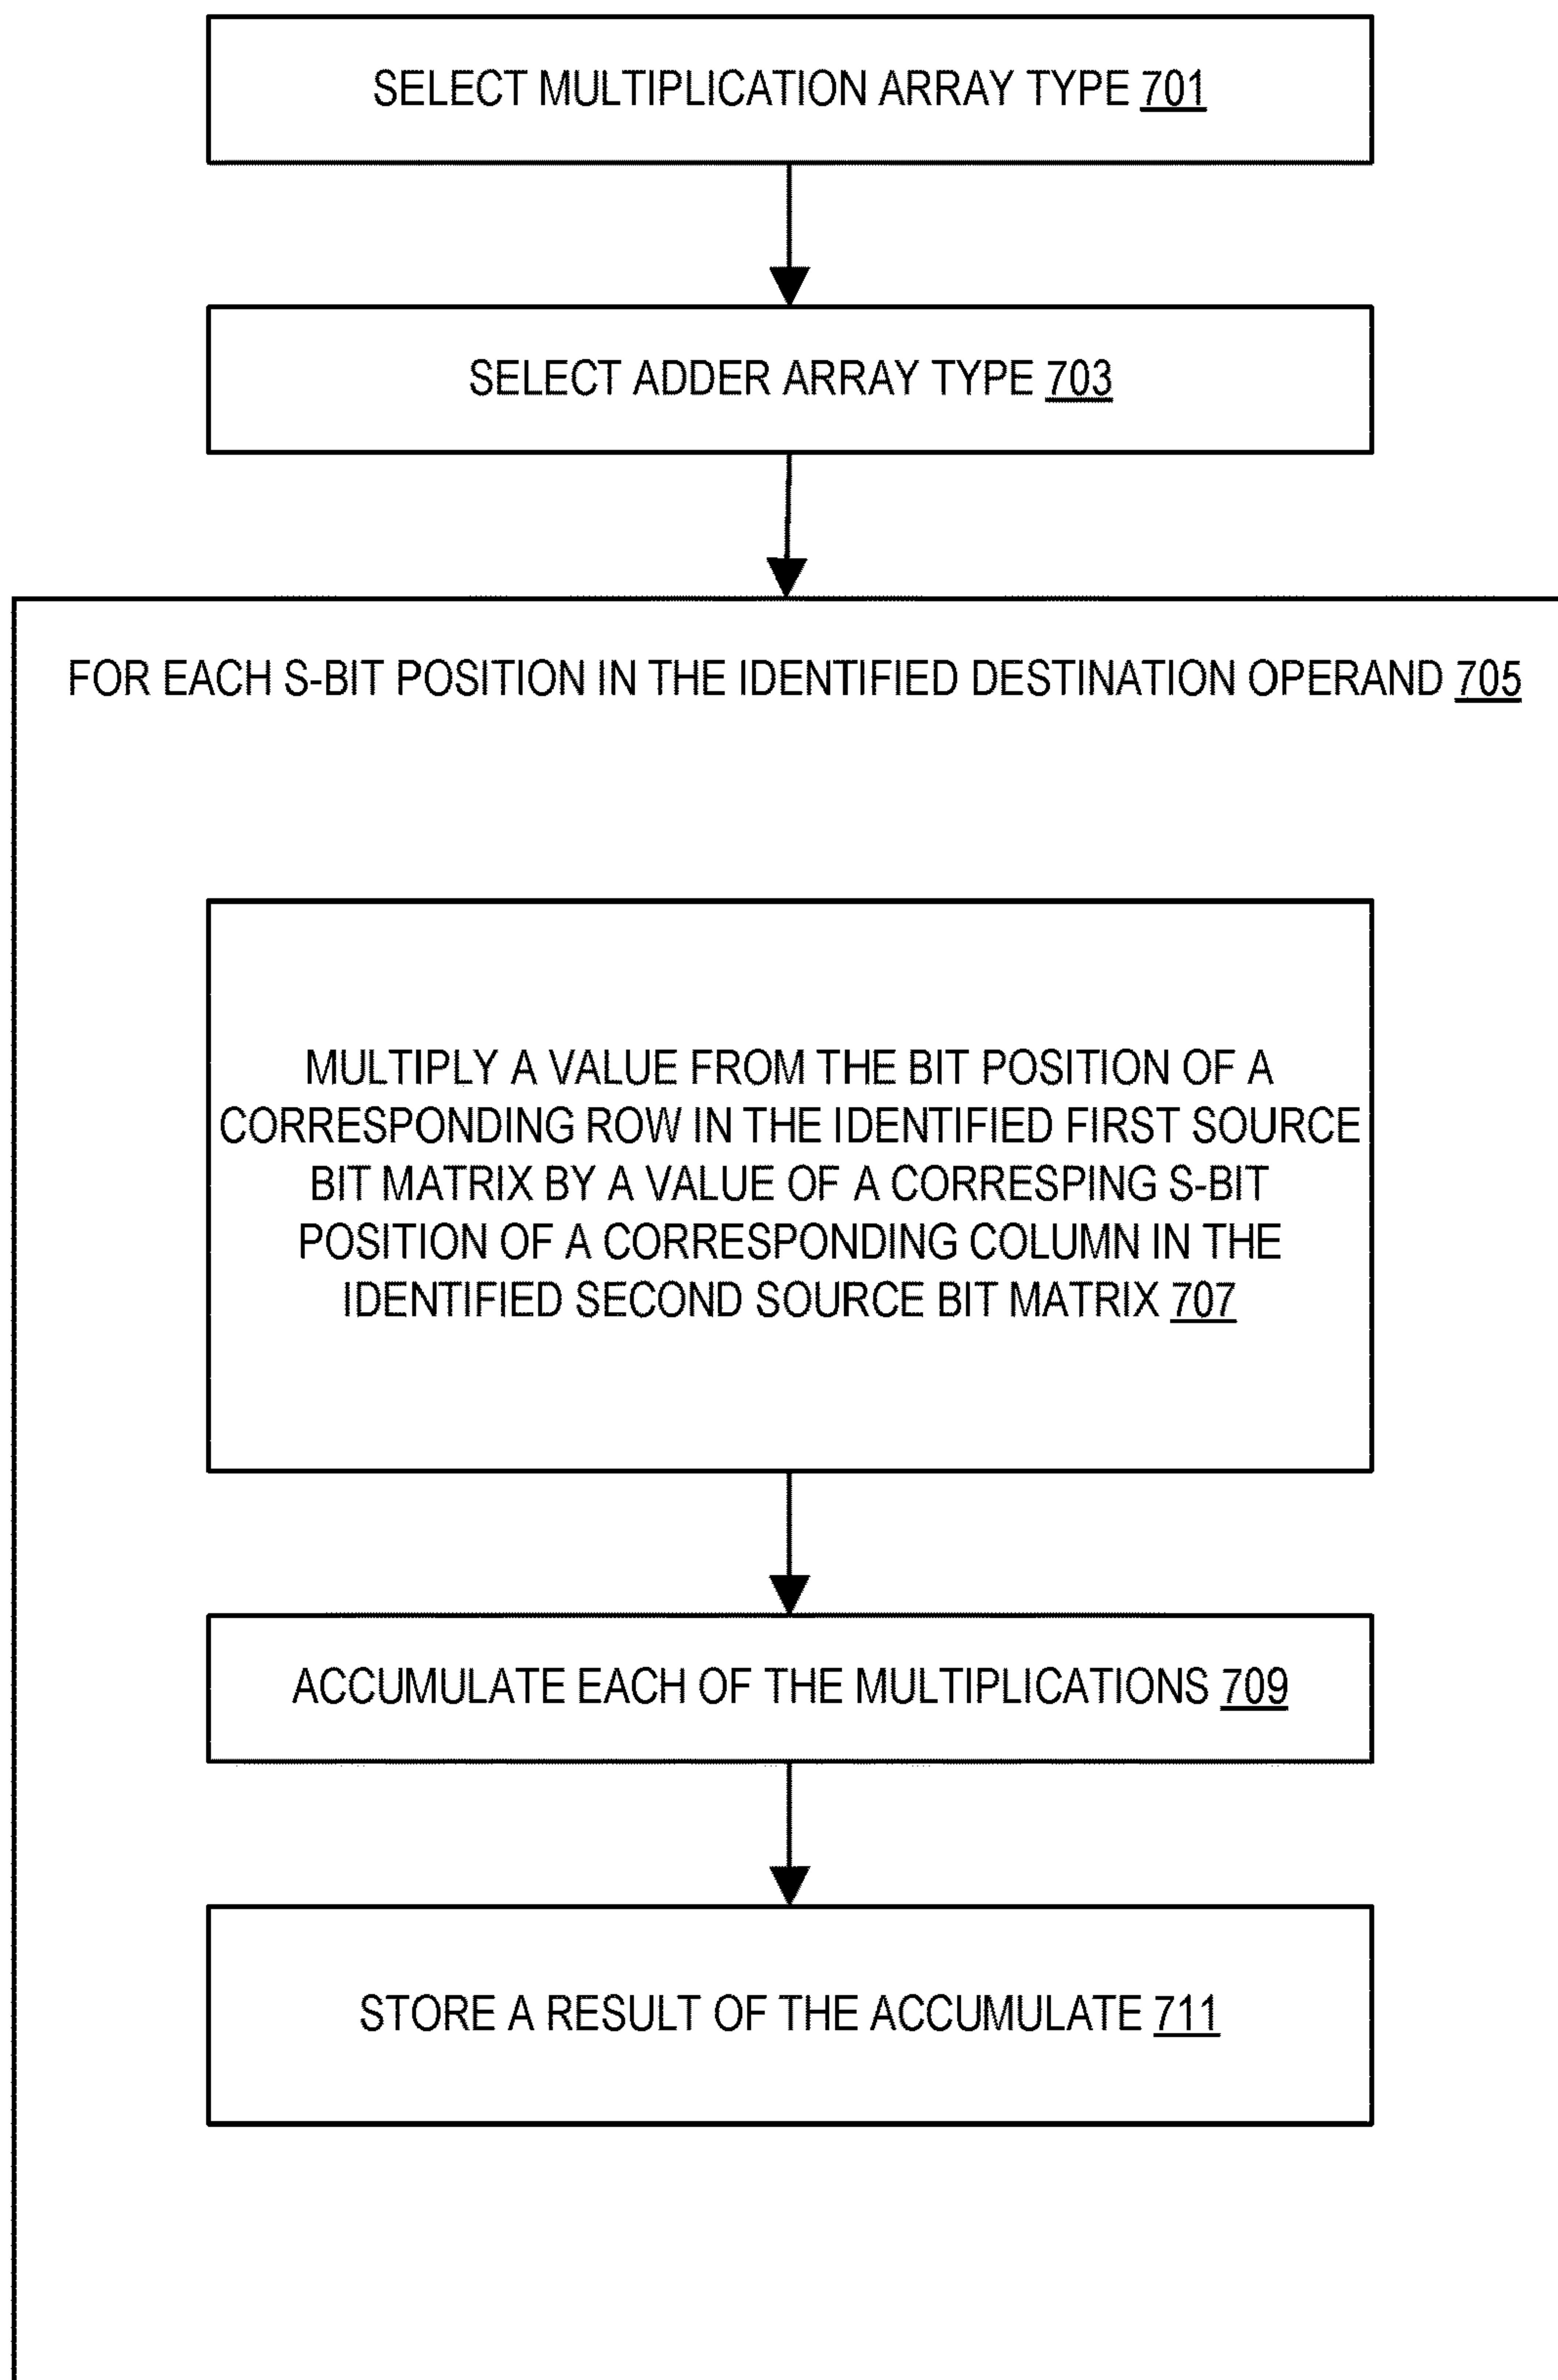 SELECT MULTIPLICATION ARRAY TYPE 701
SELECT ADDER ARRAY TYPE 703
FOR EACH S-BIT POSITION IN THE IDENTIFIED DESTINATION OPERAND 705
MULTIPLY A VALUE FROM THE BIT POSITION OF A
CORRESPONDING ROW IN THE IDENTIFIED FIRST SOURCE
BIT MATRIX BY A VALUE OF A CORRESPING S-BIT
POSITION OF A CORRESPONDING COLUMN IN THE
IDENTIFIED SECOND SOURCE BIT MATRIX 707
ACCUMULATE EACH OF THE MULTIPLICATIONS 709
STORE A RESULT OF THE ACCUMULATE 711